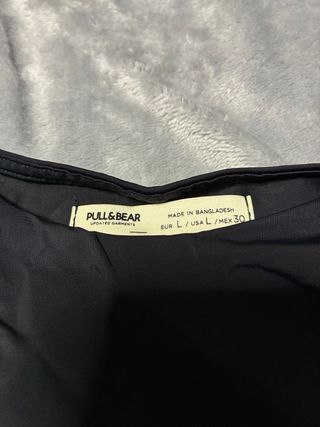 PULL&BEAR
UPDATED GARMENTS
MADE IN BANGLADESH
EUR L / USA L / MEX 30